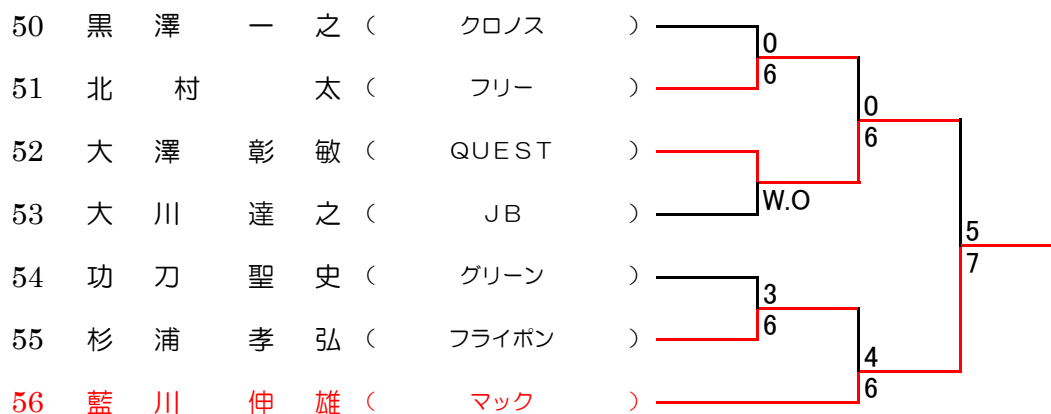 50 黒 澤 一 之 ( クロノス )
0
51 北 村 太 ( フリー )
6
0
52 大 澤 彰 敏 ( QUEST )
6
W.O
53 大 川 達 之 ( JB )
5
7
54 功 刀 聖 史 ( グリーン )
3
55 杉 浦 孝 弘 ( フライポン )
6
4
56 藍 川 伸 雄 ( マック )
6